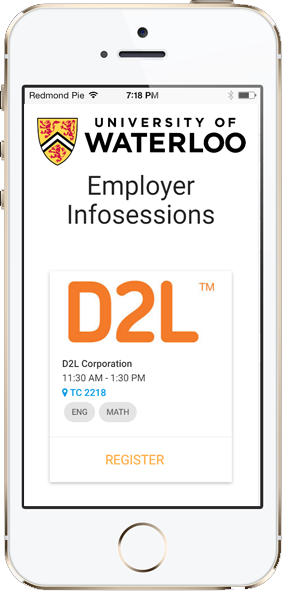 Redmond Pie 7:18 PM
UNIVERSITY OF
WATERLOO
Employer
Infosessions
D2L TM
D2L Corporation
11:30 AM - 1:30 PM
TC 2218
ENG MATH
REGISTER